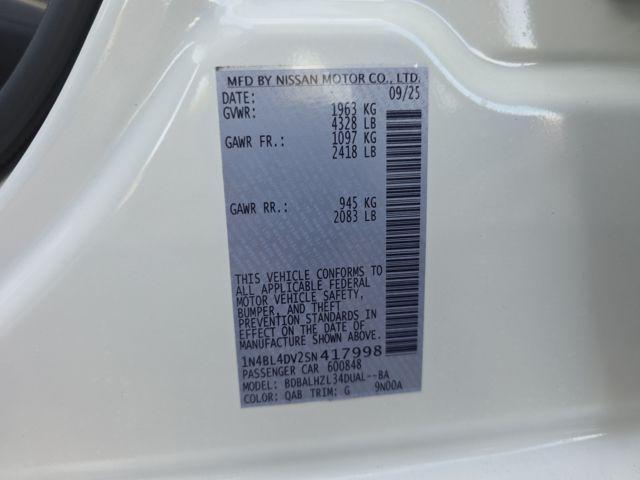 MFD BY NISSAN MOTOR CO., LTD.
DATE: 09/25
GVWR: 1963 KG
4328 LB
GAWR FR.: 1097 KG
2418 LB
GAWR RR.: 945 KG
2083 LB
THIS VEHICLE CONFORMS TO
ALL APPLICABLE FEDERAL
MOTOR VEHICLE SAFETY,
BUMPER, AND THEFT
PREVENTION STANDARDS IN
EFFECT ON THE DATE OF
MANUFACTURE SHOWN ABOVE.
1N4BL4DV2SN417998
PASSENGER CAR 600848
MODEL: BDBALHZL34DUAL--BA
COLOR: QAB TRIM: G 9N00A